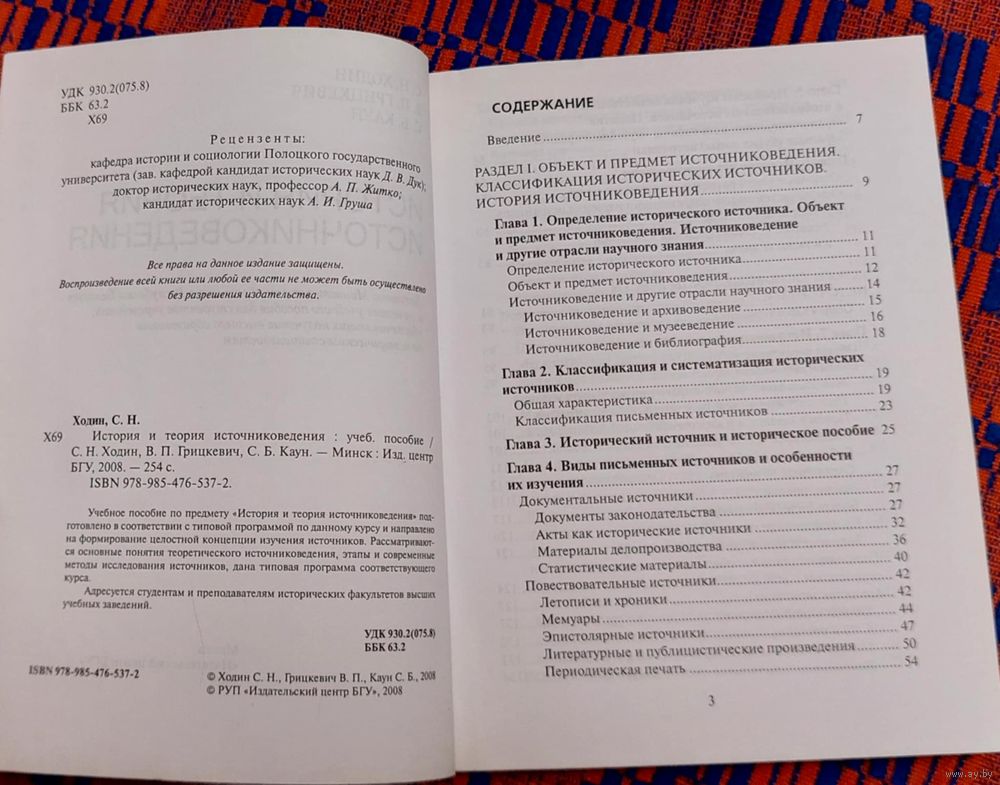 УДК 930.2(075.8)
ББК 63.2
Х69
Рецензенты:
кафедра истории и социологии Полоцкого государственного
университета (зав. кафедрой кандидат исторических наук Д. В. Дук);
доктор исторических наук, профессор А. П. Житко;
кандидат исторических наук А. И. Груша
Все права на данное издание защищены.
Воспроизведение всей книги или любой ее части не может быть осуществлено
без разрешения издательства.
Ходин, С. Н.
Х69 История и теория источниковедения : учеб. пособие /
С. Н. Ходин, В. П. Грицкевич, С. Б. Каун. — Минск : Изд. центр
БГУ, 2008. — 254 с.
ISBN 978-985-476-537-2.
Учебное пособие по предмету «История и теория источниковедения» под-
готовлено в соответствии с типовой программой по данному курсу и направлено
на формирование целостной концепции изучения источников. Рассматривают-
ся основные понятия теоретического источниковедения, этапы и современные
методы исследования источников, дана типовая программа соответствующего
курса.
Адресуется студентам и преподавателям исторических факультетов высших
учебных заведений.
УДК 930.2(075.8)
ББК 63.2
ISBN 978-985-476-537-2
© Ходин С. Н., Грицкевич В. П., Каун С. Б., 2008
© РУП «Издательский центр БГУ», 2008
СОДЕРЖАНИЕ
Введение 7
РАЗДЕЛ I. ОБЪЕКТ И ПРЕДМЕТ ИСТОЧНИКОВЕДЕНИЯ.
КЛАССИФИКАЦИЯ ИСТОРИЧЕСКИХ ИСТОЧНИКОВ.
ИСТОРИЯ ИСТОЧНИКОВЕДЕНИЯ 9
Глава 1. Определение исторического источника. Объект
и предмет источниковедения. Источниковедение
и другие отрасли научного знания 11
Определение исторического источника 11
Объект и предмет источниковедения 12
Источниковедение и другие отрасли научного знания 14
Источниковедение и архивоведение 15
Источниковедение и музееведение 16
Источниковедение и библиография 18
Глава 2. Классификация и систематизация исторических
источников 19
Общая характеристика 19
Классификация письменных источников 23
Глава 3. Исторический источник и историческое пособие 25
Глава 4. Виды письменных источников и особенности
их изучения 27
Документальные источники 27
Документы законодательства 27
Акты как исторические источники 32
Материалы делопроизводства 36
Статистические материалы 40
Повествовательные источники 42
Летописи и хроники 42
Мемуары 44
Эпистолярные источники 47
Литературные и публицистические произведения 50
Периодическая печать 54
3
www.ay.by